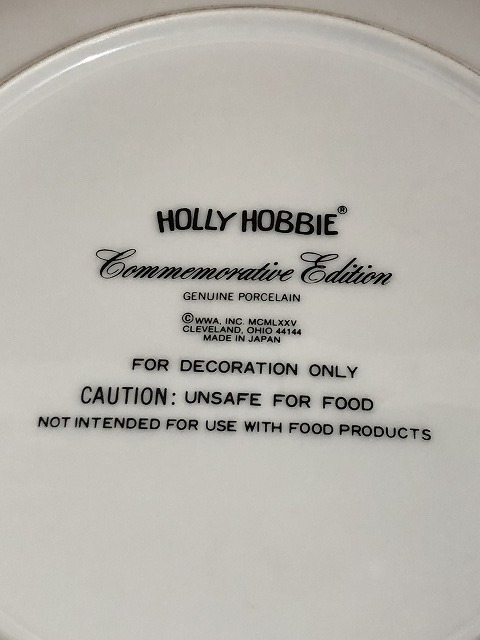 HOLLY HOBBIE®
Commemorative Edition
GENUINE PORCELAIN
© WWA, INC. MCMLXXV
CLEVELAND, OHIO 44144
MADE IN JAPAN
FOR DECORATION ONLY
CAUTION: UNSAFE FOR FOOD
NOT INTENDED FOR USE WITH FOOD PRODUCTS